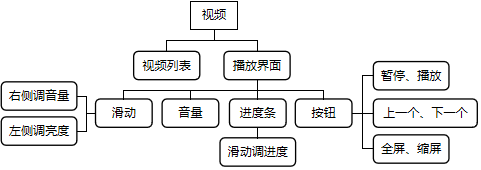 视频
视频列表
播放界面
右侧调音量
左侧调亮度
滑动
音量
进度条
按钮
滑动调进度
暂停、播放
上一个、下一个
全屏、缩屏